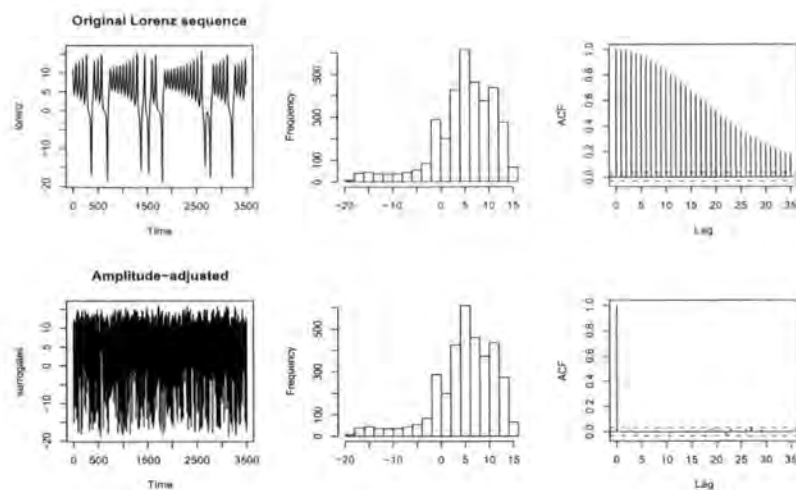 Original Lorenz sequence
lorenz
-20 -10 0 5 10
0 500 1500 2500 3500
Time
Frequency
100 300 500
-20 -10 0 5 10 15
ACF
0.0 0.2 0.4 0.6 0.8 1.0
0 5 10 15 20 25 30 35
Lag
Amplitude-adjusted
surrogates
-20 -10 0 5 10
0 500 1500 2500 3500
Time
Frequency
0 100 300 500
-20 -10 0 5 10 15
ACF
0.0 0.2 0.4 0.6 0.8 1.0
0 5 10 15 20 25 30 35
Lag